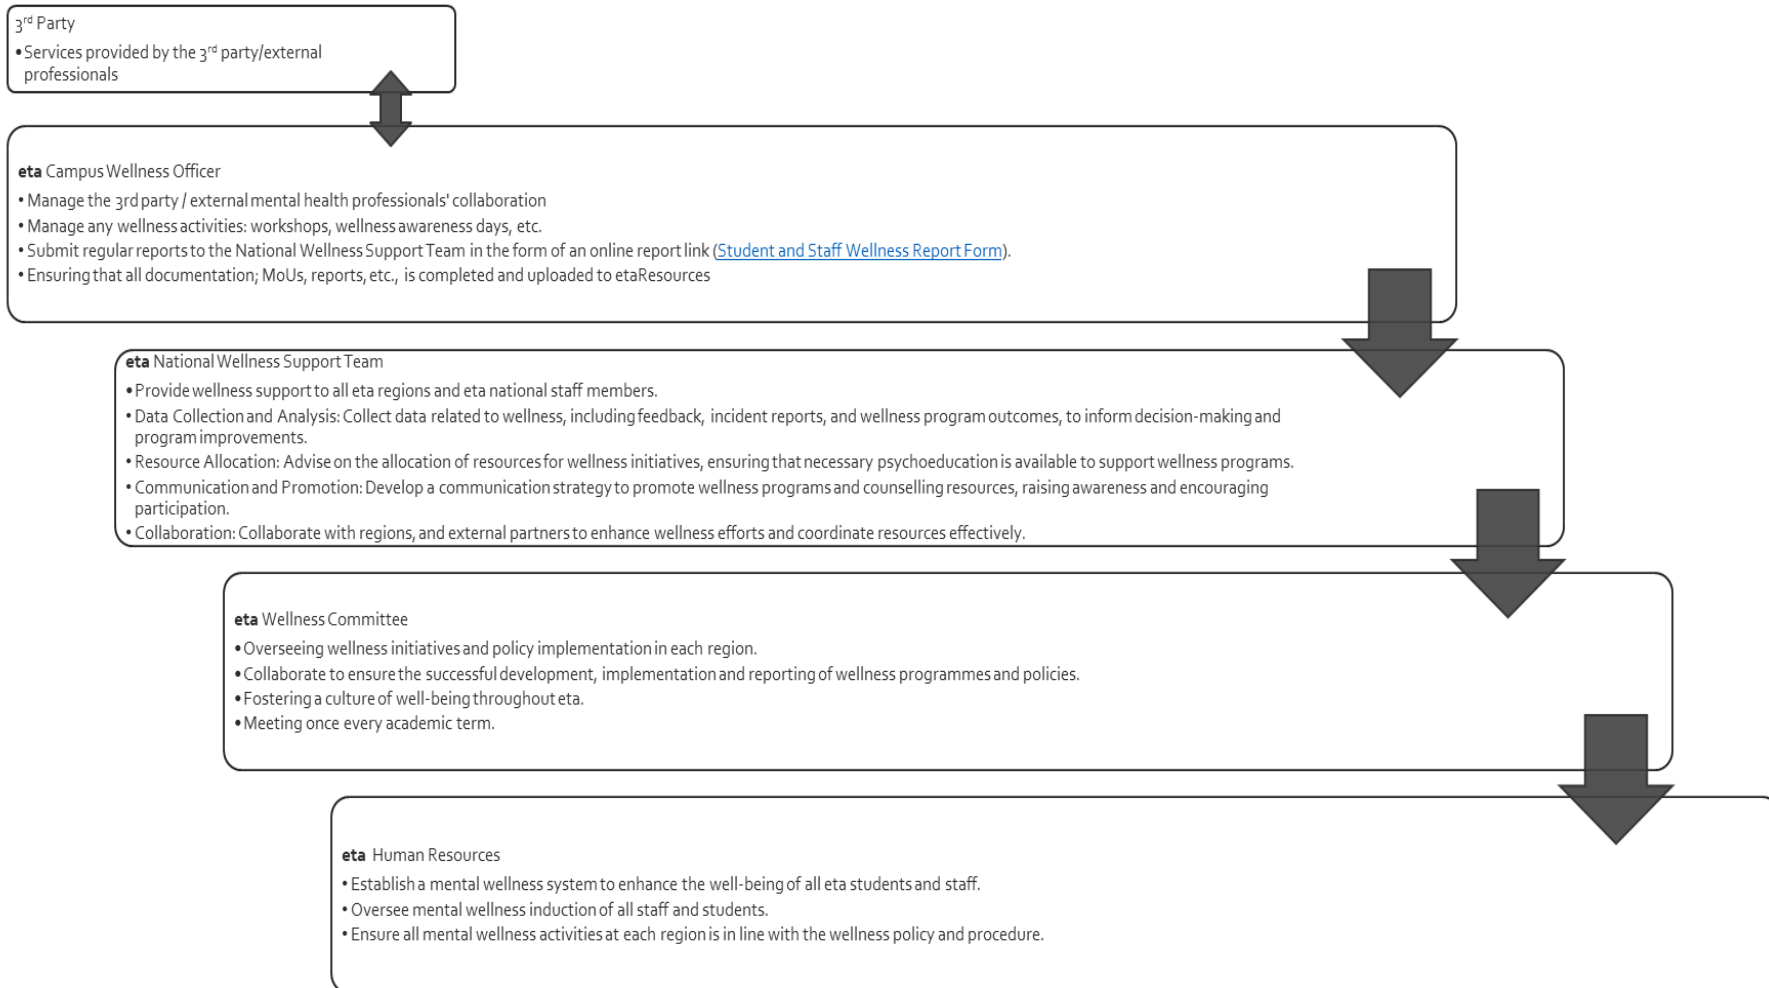 3rd Party
•Services provided by the 3rd party/external
professionals
eta Campus Wellness Officer
• Manage the 3rd party / external mental health professionals' collaboration
• Manage any wellness activities: workshops, wellness awareness days, etc.
• Submit regular reports to the National Wellness Support Team in the form of an online report link (Student and Staff Wellness Report Form).
• Ensuring that all documentation; MoUs, reports, etc., is completed and uploaded to etaResources
eta National Wellness Support Team
• Provide wellness support to all eta regions and eta national staff members.
• Data Collection and Analysis: Collect data related to wellness, including feedback, incident reports, and wellness program outcomes, to inform decision-making and
program improvements.
• Resource Allocation: Advise on the allocation of resources for wellness initiatives, ensuring that necessary psychoeducation is available to support wellness programs.
• Communication and Promotion: Develop a communication strategy to promote wellness programs and counselling resources, raising awareness and encouraging
participation.
• Collaboration: Collaborate with regions, and external partners to enhance wellness efforts and coordinate resources effectively.
eta Wellness Committee
• Overseeing wellness initiatives and policy implementation in each region.
• Collaborate to ensure the successful development, implementation and reporting of wellness programmes and policies.
• Fostering a culture of well-being throughout eta.
• Meeting once every academic term.
eta Human Resources
• Establish a mental wellness system to enhance the well-being of all eta students and staff.
• Oversee mental wellness induction of all staff and students.
• Ensure all mental wellness activities at each region is in line with the wellness policy and procedure.